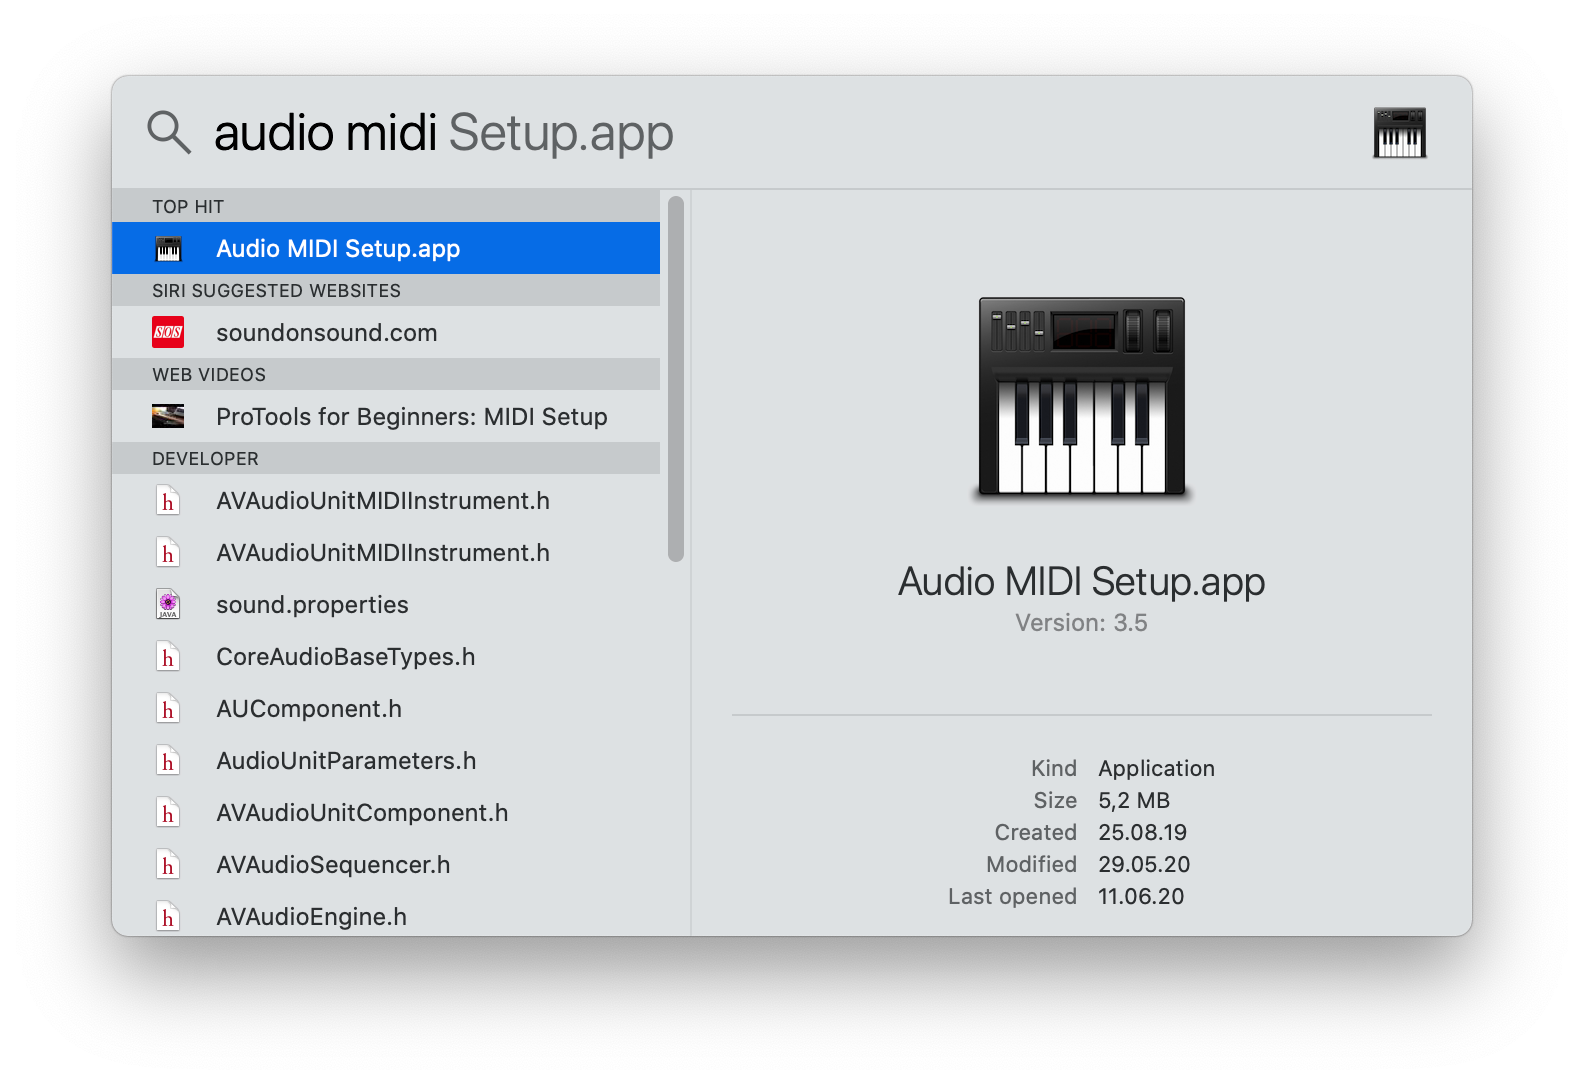 audio midi Setup.app
TOP HIT
Audio MIDI Setup.app
SIRI SUGGESTED WEBSITES
SOS
soundonsound.com
WEB VIDEOS
ProTools for Beginners: MIDI Setup
DEVELOPER
h AVAudioUnitMIDIInstrument.h
h AVAudioUnitMIDIInstrument.h
JAVA
sound.properties
h CoreAudioBaseTypes.h
h AUComponent.h
h AudioUnitParameters.h
h AVAudioUnitComponent.h
h AVAudioSequencer.h
h AVAudioEngine.h
Audio MIDI Setup.app
Version: 3.5
Kind Application
Size 5,2 MB
Created 25.08.19
Modified 29.05.20
Last opened 11.06.20